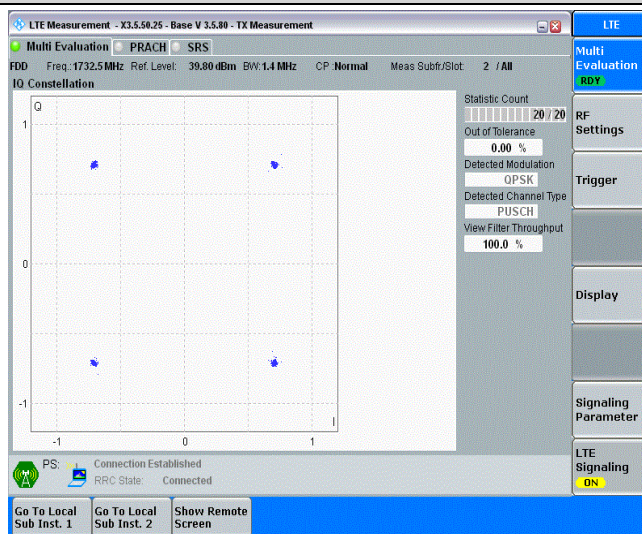 LTE Measurement - X3.5.50.25 - Base V 3.5.80 - TX Measurement
LTE
Multi Evaluation PRACH SRS
Multi
Evaluation
RDY
FDD Freq.:1732.5 MHz Ref. Level: 39.80 dBm BW:1.4 MHz CP :Normal Meas Subfr./Slot: 2 / All
IQ Constellation
Statistic Count
20 / 20
Out of Tolerance
0.00 %
Detected Modulation
QPSK
Detected Channel Type
PUSCH
View Filter Throughput
100.0 %
Q
1
0
-1
I
-1 0 1
RF
Settings
Trigger
Display
Signaling
Parameter
LTE
Signaling
ON
PS: Connection Established
RRC State: Connected
Go To Local
Sub Inst. 1
Go To Local
Sub Inst. 2
Show Remote
Screen